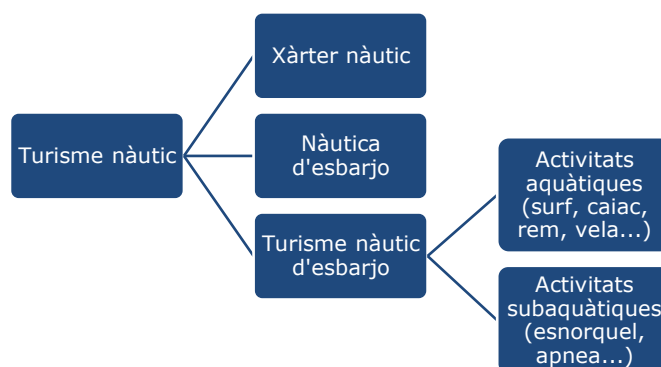 Xàrter nàutic
Turisme nàutic
Nàutica
d'esbarjo
Turisme nàutic
d'esbarjo
Activitats
aquàtiques
(surf, caiac,
rem, vela...)
Activitats
subaquàtiques
(esnorquel,
apnea...)